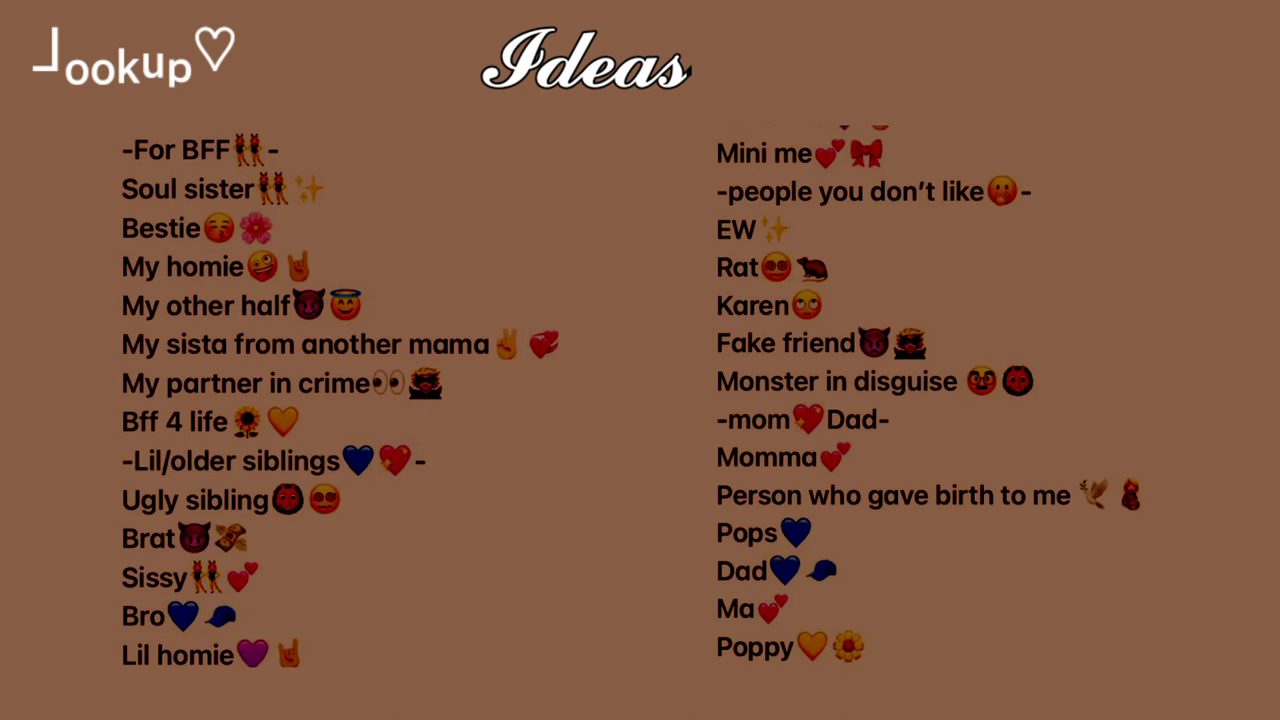 Lookup♡
Ideas
-For BFF👯-
Soul sister👯✨
Bestie😚🌸
My homie🤪🤘
My other half😈😇
My sista from another mama✌💞
My partner in crime👀🦹
Bff 4 life🌻🧡
-Lil/older siblings💙💖-
Ugly sibling👹😵‍💫
Brat😈💸
Sissy👯💕
Bro💙🧢
Lil homie💜🤘
Mini me💕🎀
-people you don’t like🤫-
EW✨
Rat😵‍💫🐀
Karen🙄
Fake friend👿🦹
Monster in disguise 🥸👹
-mom💖Dad-
Momma💕
Person who gave birth to me 🕊🤱
Pops💙
Dad💙🧢
Ma💕
Poppy🧡🌼